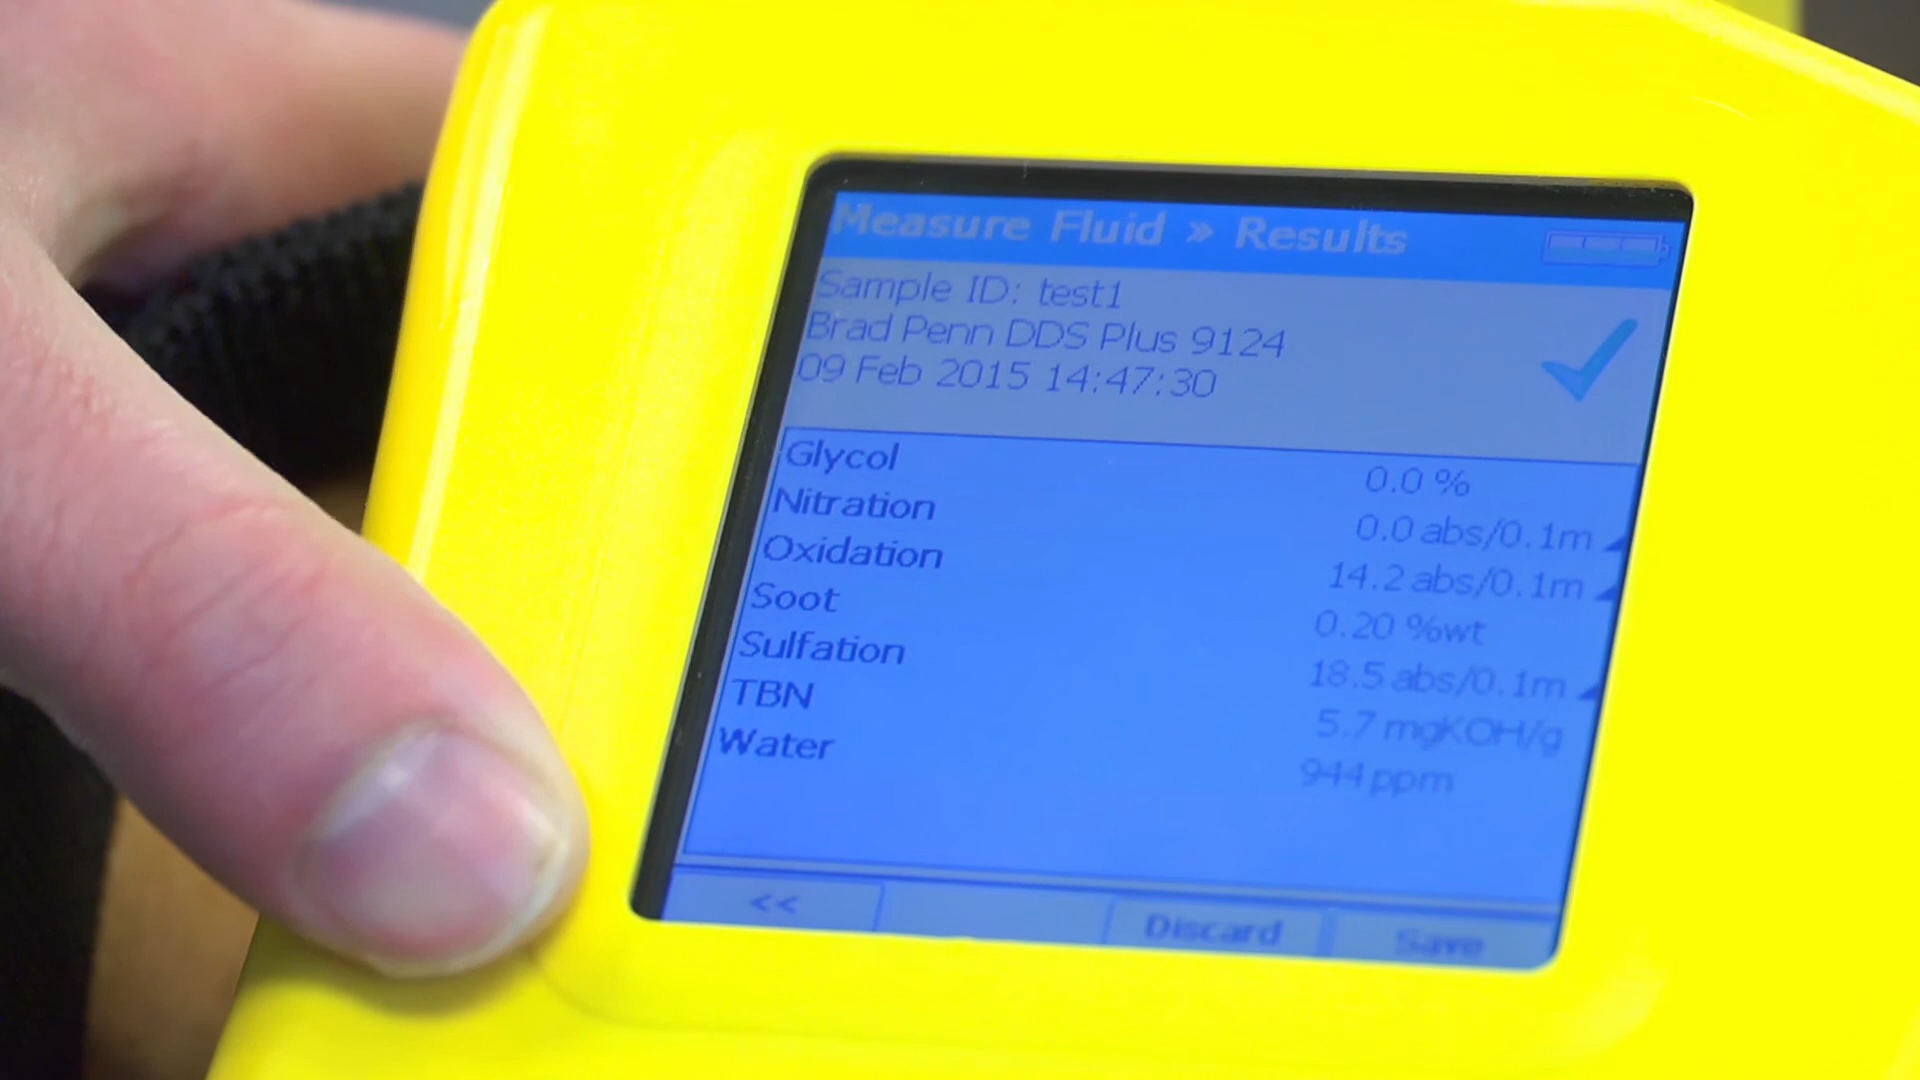 Measure Fluid » Results
Sample ID: test1
Brad Penn DDS Plus 9124
09 Feb 2015 14:47:30
Glycol 0.0 %
Nitration 0.0 abs/0.1m
Oxidation 14.2 abs/0.1m
Soot 0.20 %wt
Sulfation 18.5 abs/0.1m
TBN 5.7 mgKOH/g
Water 944 ppm
<< Discard Save